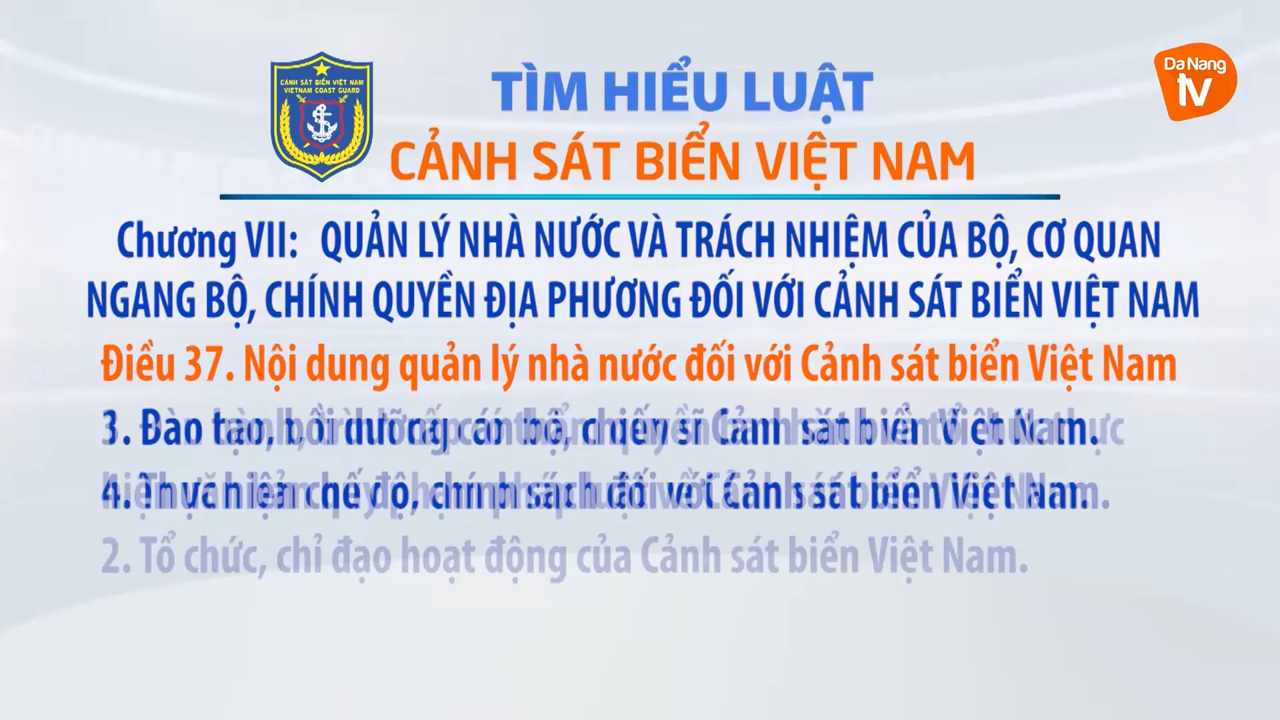 CẢNH SÁT BIỂN VIỆT NAM
VIETNAM COAST GUARD
TÌM HIỂU LUẬT
CẢNH SÁT BIỂN VIỆT NAM
Da Nang
tv
Chương VII: QUẢN LÝ NHÀ NƯỚC VÀ TRÁCH NHIỆM CỦA BỘ, CƠ QUAN
NGANG BỘ, CHÍNH QUYỀN ĐỊA PHƯƠNG ĐỐI VỚI CẢNH SÁT BIỂN VIỆT NAM
Điều 37. Nội dung quản lý nhà nước đối với Cảnh sát biển Việt Nam
3. Đào tạo, bồi dưỡng cán bộ, chiến sĩ Cảnh sát biển Việt Nam.
4. Thực hiện chế độ, chính sách đối với Cảnh sát biển Việt Nam.
2. Tổ chức, chỉ đạo hoạt động của Cảnh sát biển Việt Nam.